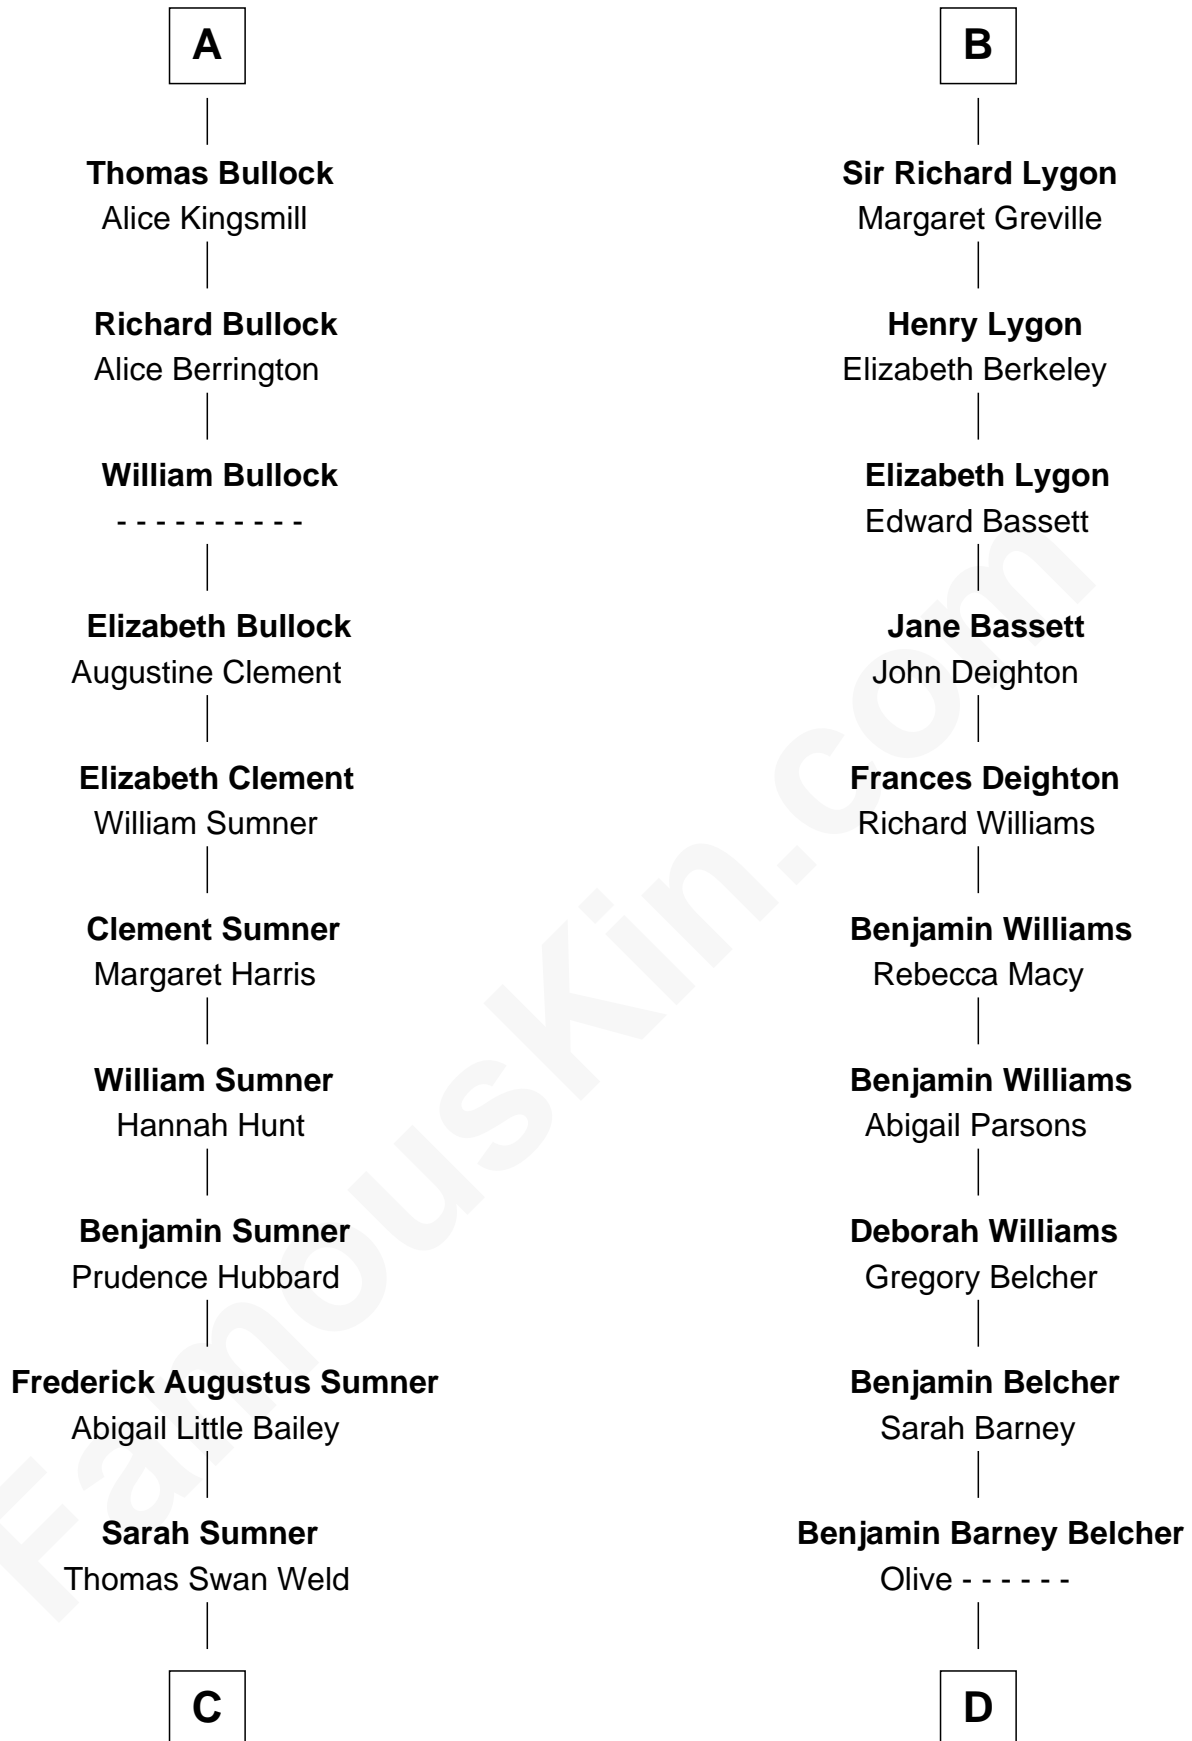 A
Thomas Bullock
Alice Kingsmill
Richard Bullock
Alice Berrington
William Bullock
- - - - - - - - - -
Elizabeth Bullock
Augustine Clement
Elizabeth Clement
William Sumner
Clement Sumner
Margaret Harris
William Sumner
Hannah Hunt
Benjamin Sumner
Prudence Hubbard
Frederick Augustus Sumner
Abigail Little Bailey
Sarah Sumner
Thomas Swan Weld
C
B
Sir Richard Lygon
Margaret Greville
Henry Lygon
Elizabeth Berkeley
Elizabeth Lygon
Edward Bassett
Jane Bassett
John Deighton
Frances Deighton
Richard Williams
Benjamin Williams
Rebecca Macy
Benjamin Williams
Abigail Parsons
Deborah Williams
Gregory Belcher
Benjamin Belcher
Sarah Barney
Benjamin Barney Belcher
Olive - - - - - -
D
FamousKin.com